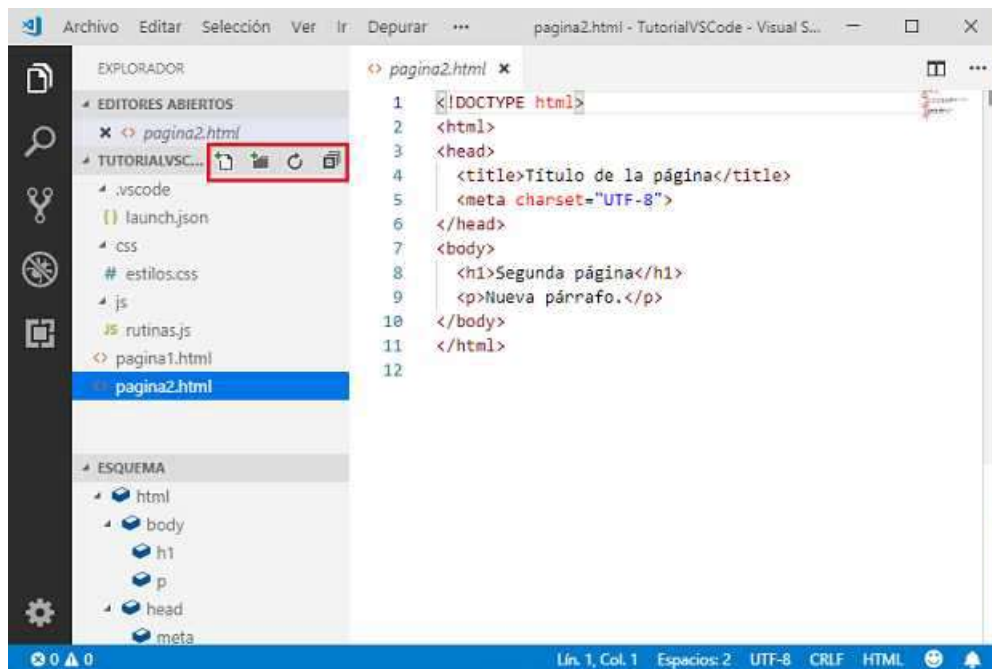 Archivo Editar Selección Ver Ir Depurar ··· pagina2.html - TutorialVSCode - Visual S...
EXPLORADOR
EDITORES ABIERTOS
pagina2.html
TUTORIALVSC...
.vscode
{} launch.json
css
# estilos.css
js
JS rutinas.js
<> pagina1.html
<> pagina2.html
ESQUEMA
html
body
h1
p
head
meta
<> pagina2.html
1 <!DOCTYPE html>
2 <html>
3 <head>
4 <title>Título de la página</title>
5 <meta charset="UTF-8">
6 </head>
7 <body>
8 <h1>Segunda página</h1>
9 <p>Nueva párrafo.</p>
10 </body>
11 </html>
12
0 0 Lín. 1, Col. 1 Espacios: 2 UTF-8 CRLF HTML